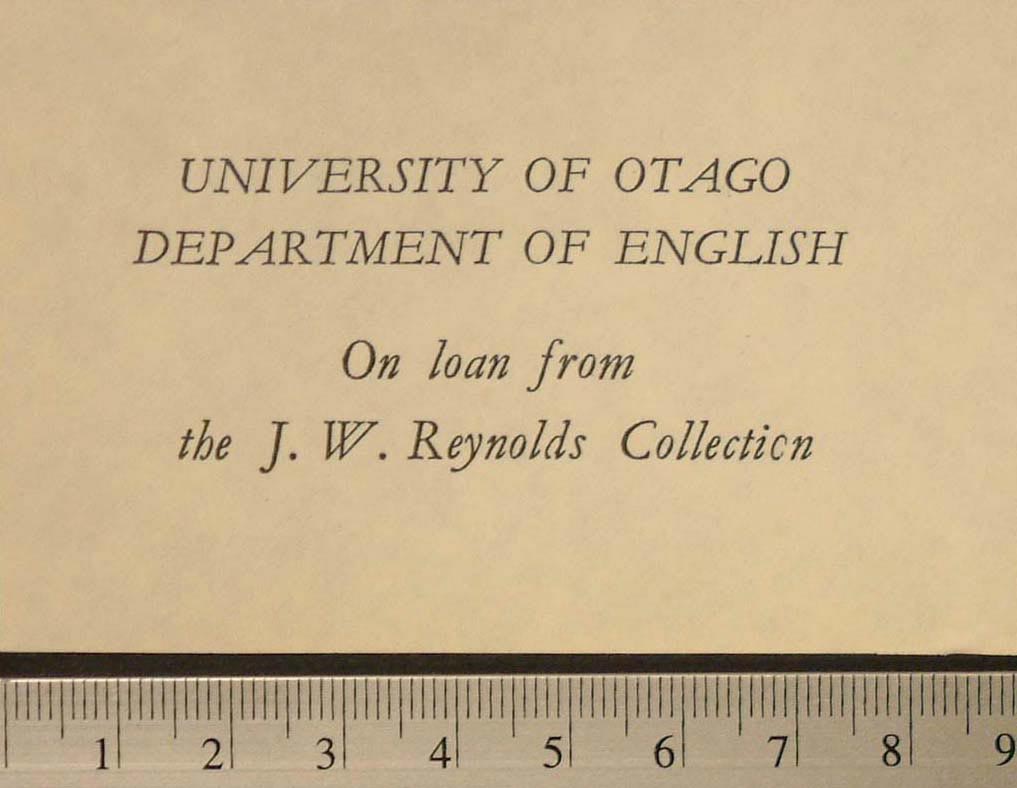 UNIVERSITY OF OTAGO
DEPARTMENT OF ENGLISH
On loan from
the J. W. Reynolds Collection
1 2 3 4 5 6 7 8 9